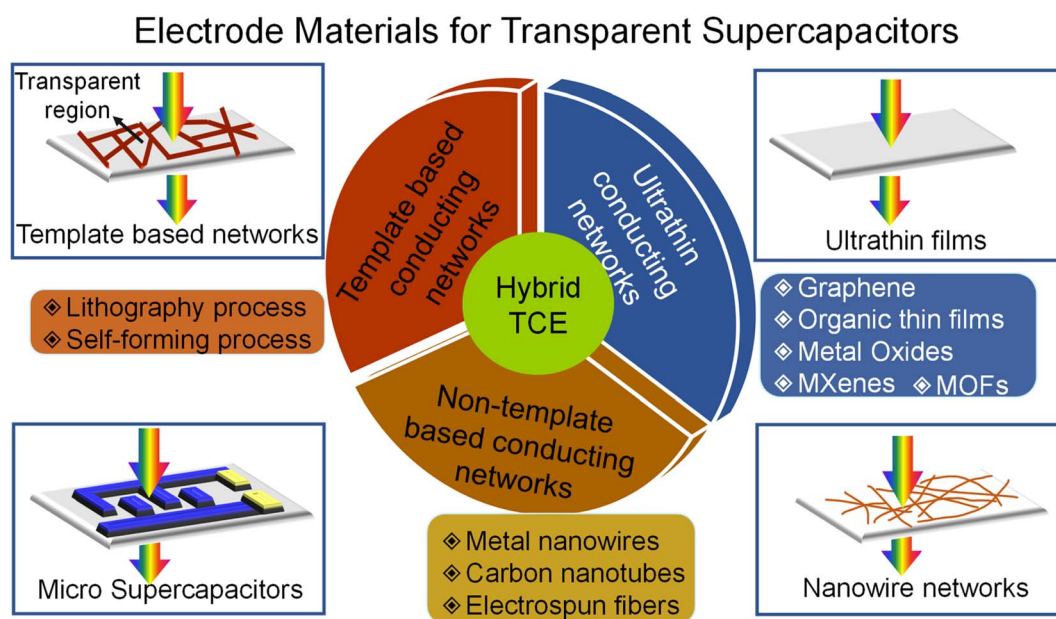 Electrode Materials for Transparent Supercapacitors
Transparent
region
Template based networks
◈ Lithography process
◈ Self-forming process
Template based
conducting
networks
Ultrathin
conducting
networks
Hybrid
TCE
Non-template
based conducting
networks
Ultrathin films
◈ Graphene
◈ Organic thin films
◈ Metal Oxides
◈ MXenes ◈ MOFs
Micro Supercapacitors
◈ Metal nanowires
◈ Carbon nanotubes
◈ Electrospun fibers
Nanowire networks